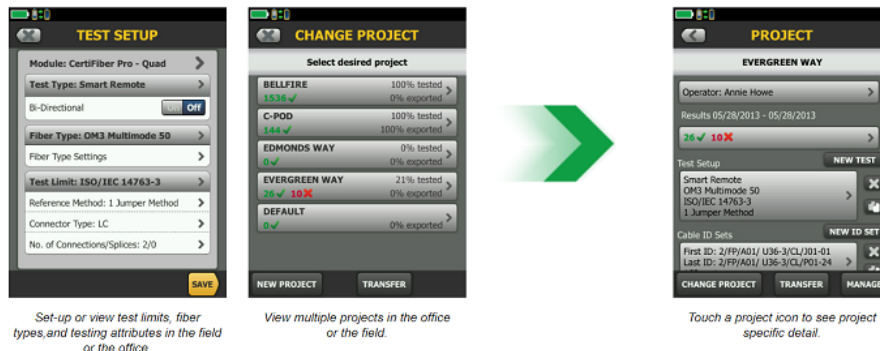 TEST SETUP
Module: CertiFiber Pro - Quad
Test Type: Smart Remote
Bi-Directional On Off
Fiber Type: OM3 Multimode 50
Fiber Type Settings
Test Limit: ISO/IEC 14763-3
Reference Method: 1 Jumper Method
Connector Type: LC
No. of Connections/Splices: 2/0
SAVE
Set-up or view test limits, fiber
types,and testing attributes in the field
or the office
CHANGE PROJECT
Select desired project
BELLFIRE 100% tested
1536 0% exported
C-POD 100% tested
144 100% exported
EDMONDS WAY 0% tested
0 0% exported
EVERGREEN WAY 21% tested
26 10 0% exported
DEFAULT
0 0% exported
NEW PROJECT TRANSFER
View multiple projects in the office
or the field.
PROJECT
EVERGREEN WAY
Operator: Annie Howe
Results 05/28/2013 - 05/28/2013
26 10
Test Setup NEW TEST
Smart Remote
OM3 Multimode 50
ISO/IEC 14763-3
1 Jumper Method
Cable ID Sets NEW ID SET
First ID: 2/FP/A01/ U36-3/CL/J01-01
Last ID: 2/FP/A01/ U36-3/CL/P01-24
CHANGE PROJECT TRANSFER MANAGE
Touch a project icon to see project
specific detail.